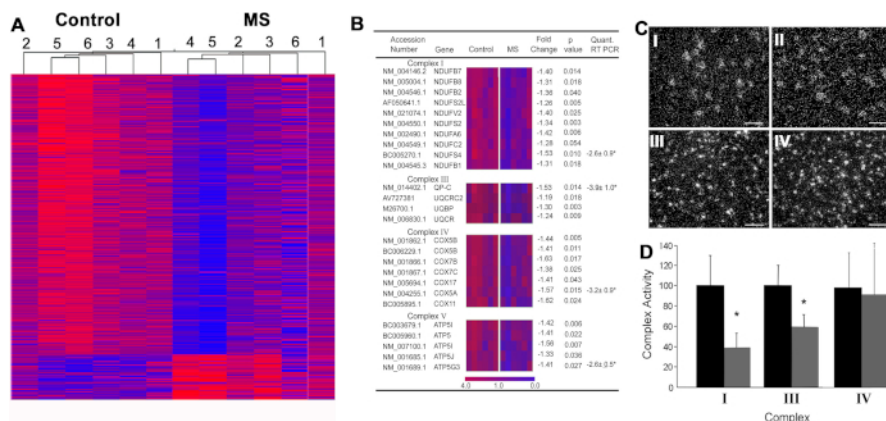 A
Control MS
2 5 6 3 4 1 4 5 2 3 6 1
B
Accession Number Gene Control MS Fold Change p value Quant. RT PCR
Complex I
NM_004146.2 NDUFB7 -1.40 0.014
NM_005004.1 NDUFB8 -1.31 0.018
NM_004546.1 NDUFB2 -1.36 0.040
AF050641.1 NDUFS2L -1.26 0.005
NM_021074.1 NDUFV2 -1.40 0.025
NM_004550.1 NDUFS2 -1.34 0.003
NM_002490.1 NDUFA6 -1.42 0.006
NM_004549.1 NDUFC2 -1.28 0.054
BC005270.1 NDUFS4 -1.53 0.010 -2.6± 0.9*
NM_004545.3 NDUFB1 -1.31 0.018
Complex III
NM_014402.1 QP-C -1.53 0.014 -3.9± 1.0*
AV727381 UQCRC2 -1.19 0.018
M26700.1 UQBP -1.30 0.003
NM_006830.1 UQCR -1.24 0.009
Complex IV
NM_001862.1 COX5B -1.44 0.005
BC006229.1 COX5B -1.41 0.011
NM_001866.1 COX7B -1.63 0.017
NM_001867.1 COX7C -1.38 0.025
NM_005694.1 COX17 -1.41 0.043
NM_004255.1 COX5A -1.57 0.015 -3.2± 0.9*
BC005895.1 COX11 -1.62 0.024
Complex V
BC003679.1 ATP5I -1.42 0.006
BC005960.1 ATP5 -1.41 0.022
NM_007100.1 ATP5I -1.56 0.007
NM_001685.1 ATP5J -1.33 0.036
NM_001689.1 ATP5G3 -1.41 0.027 -2.6± 0.5*
4.0 1.0 0.0
C
I II
III IV
D
Complex Activity
140
120
100
80
60
40
20
0
* *
I III IV
Complex